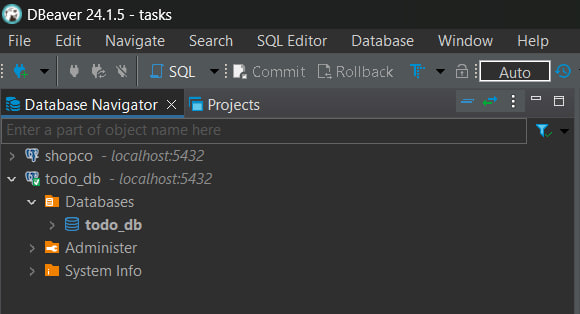 DBeaver 24.1.5 - tasks
File Edit Navigate Search SQL Editor Database Window Help
SQL Commit Rollback Auto
Database Navigator Projects
Enter a part of object name here
shopco - localhost:5432
todo_db - localhost:5432
Databases
todo_db
Administer
System Info